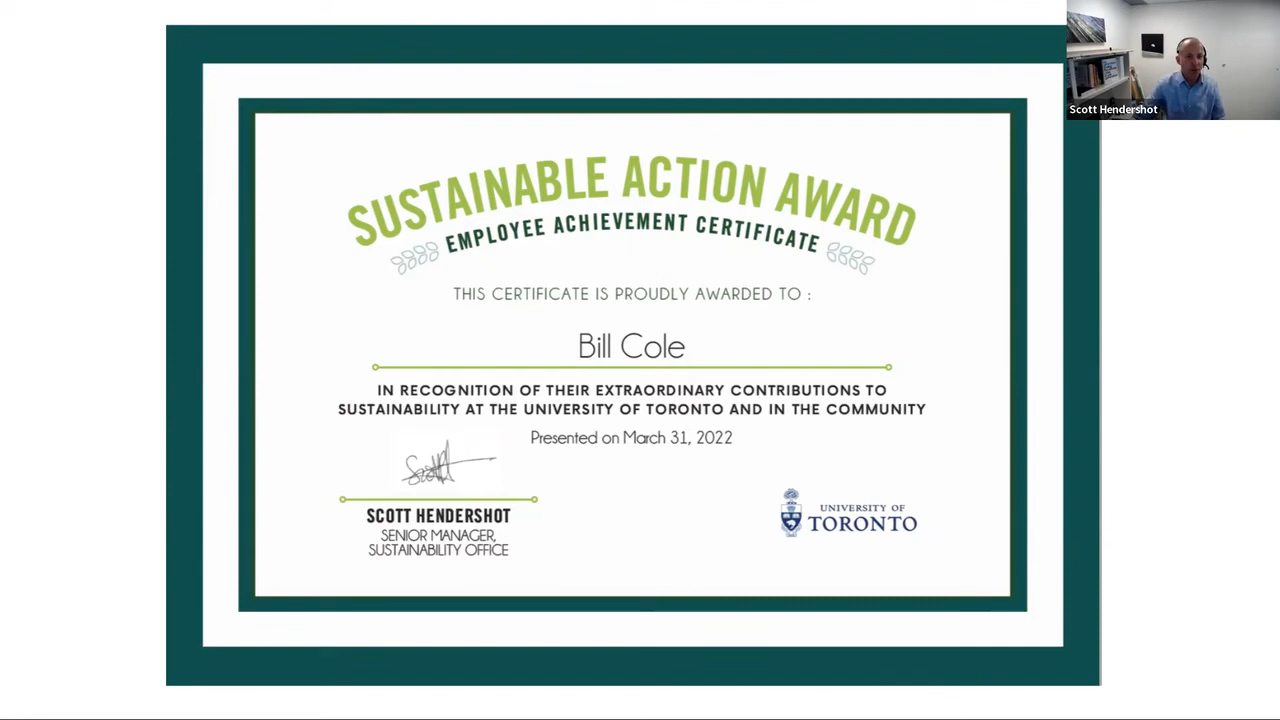 SUSTAINABLE ACTION AWARD
EMPLOYEE ACHIEVEMENT CERTIFICATE
THIS CERTIFICATE IS PROUDLY AWARDED TO :
Bill Cole
IN RECOGNITION OF THEIR EXTRAORDINARY CONTRIBUTIONS TO
SUSTAINABILITY AT THE UNIVERSITY OF TORONTO AND IN THE COMMUNITY
Presented on March 31, 2022
SCOTT HENDERSHOT
SENIOR MANAGER,
SUSTAINABILITY OFFICE
UNIVERSITY OF
TORONTO
Scott Hendershot